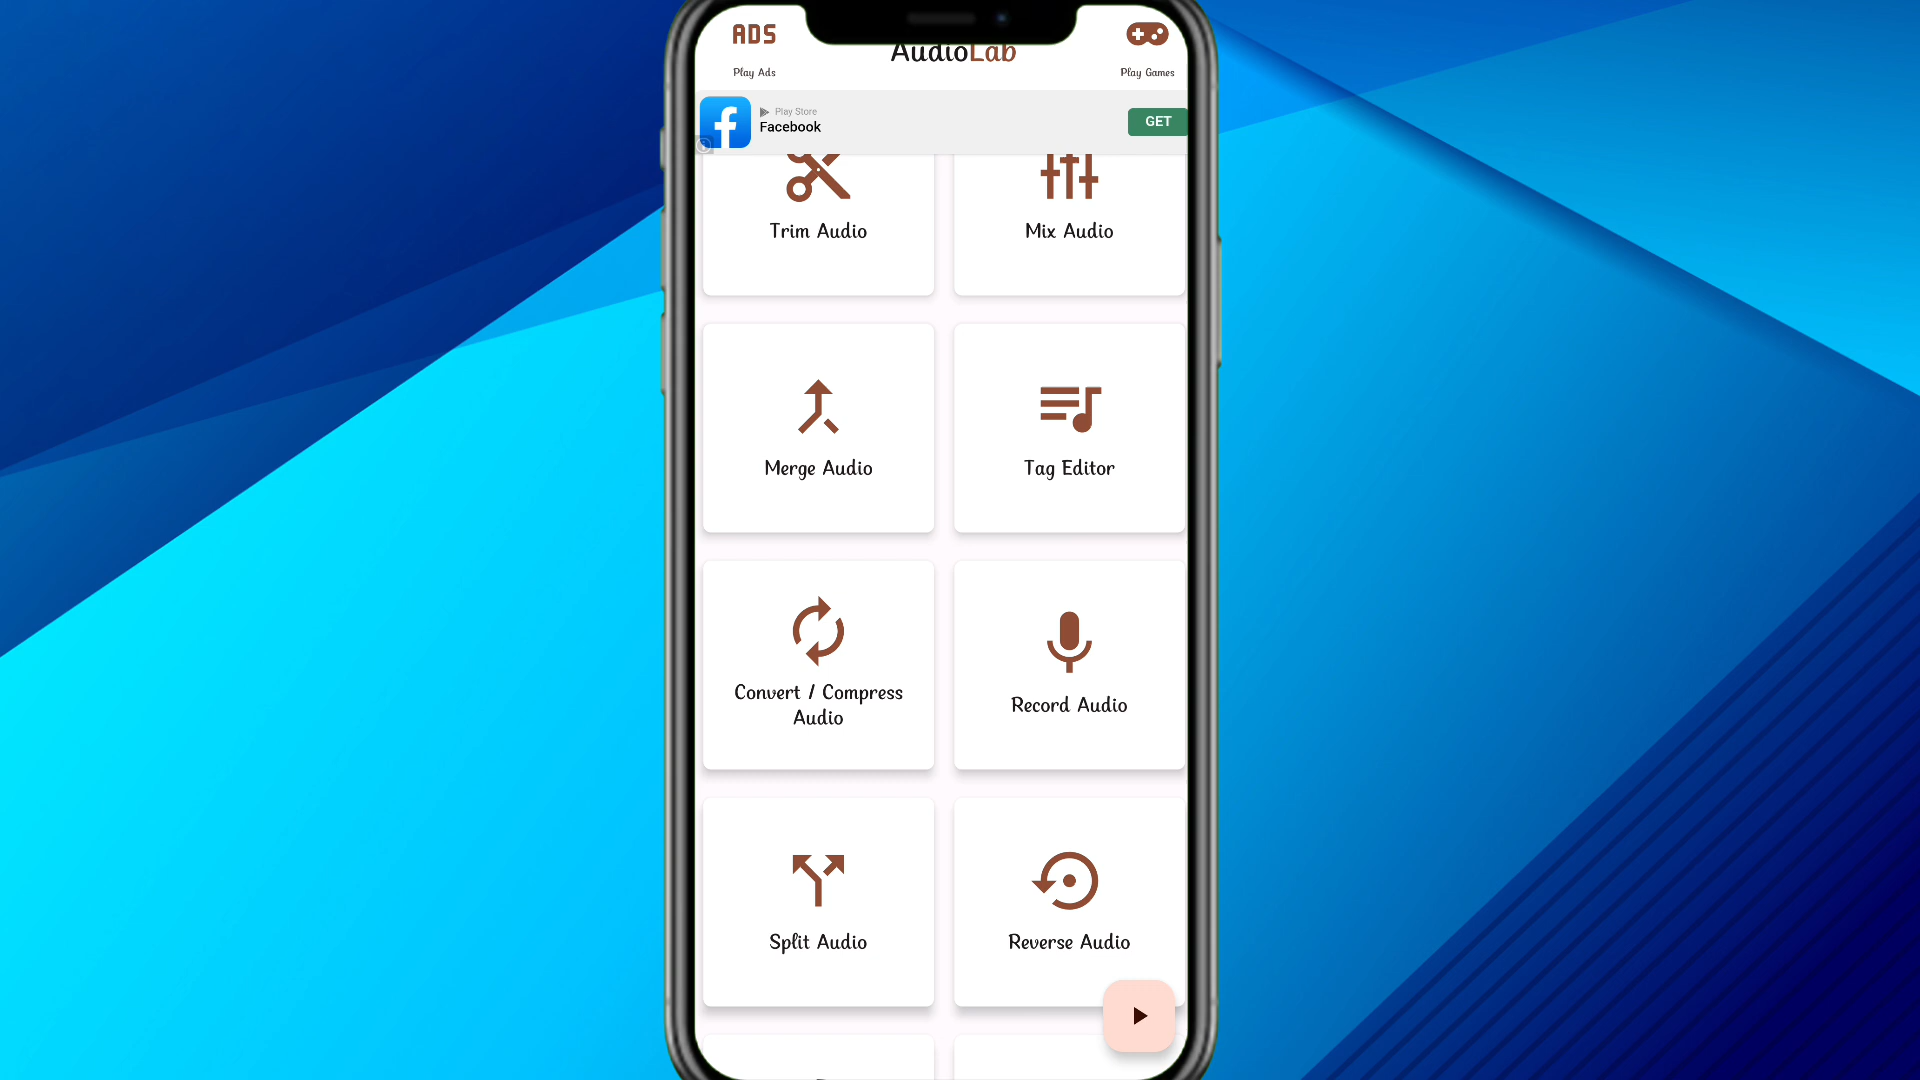 ADS
AudioLab
Play Ads
Play Games
Play Store
Facebook
GET
Trim Audio
Mix Audio
Merge Audio
Tag Editor
Convert / Compress
Audio
Record Audio
Split Audio
Reverse Audio